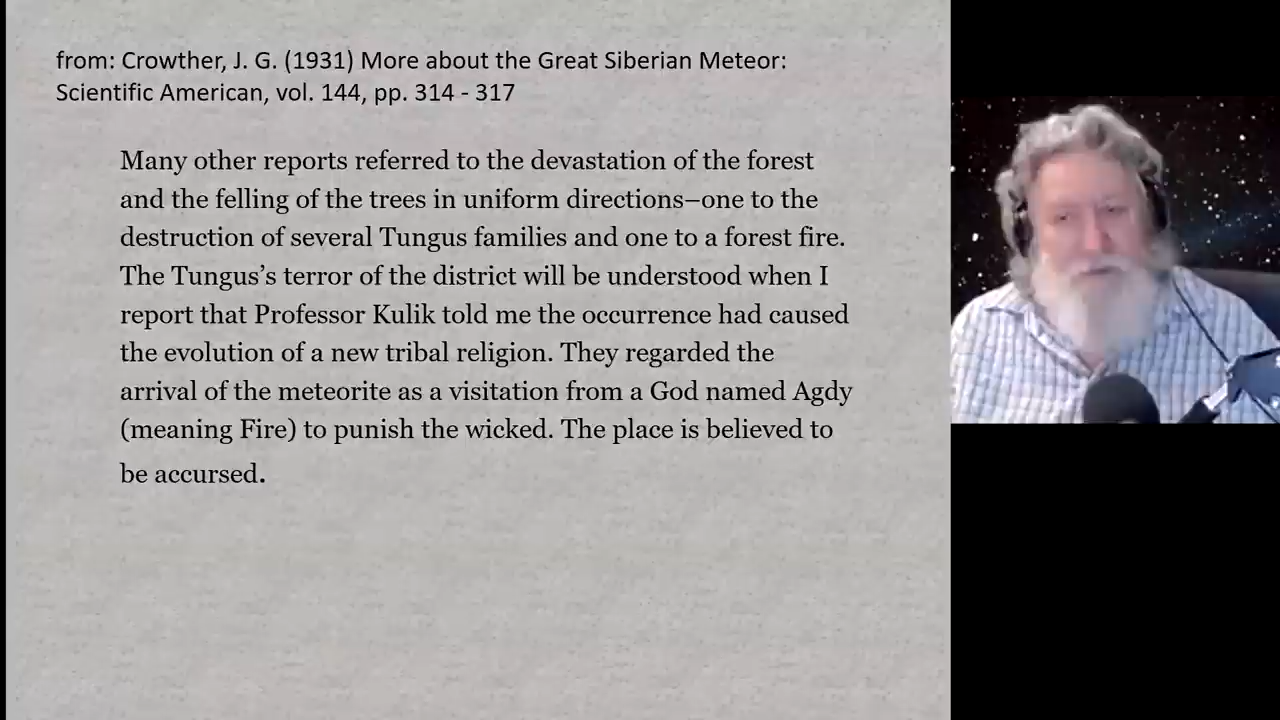 from: Crowther, J. G. (1931) More about the Great Siberian Meteor:
Scientific American, vol. 144, pp. 314 - 317
Many other reports referred to the devastation of the forest
and the felling of the trees in uniform directions–one to the
destruction of several Tungus families and one to a forest fire.
The Tungus’s terror of the district will be understood when I
report that Professor Kulik told me the occurrence had caused
the evolution of a new tribal religion. They regarded the
arrival of the meteorite as a visitation from a God named Agdy
(meaning Fire) to punish the wicked. The place is believed to
be accursed.